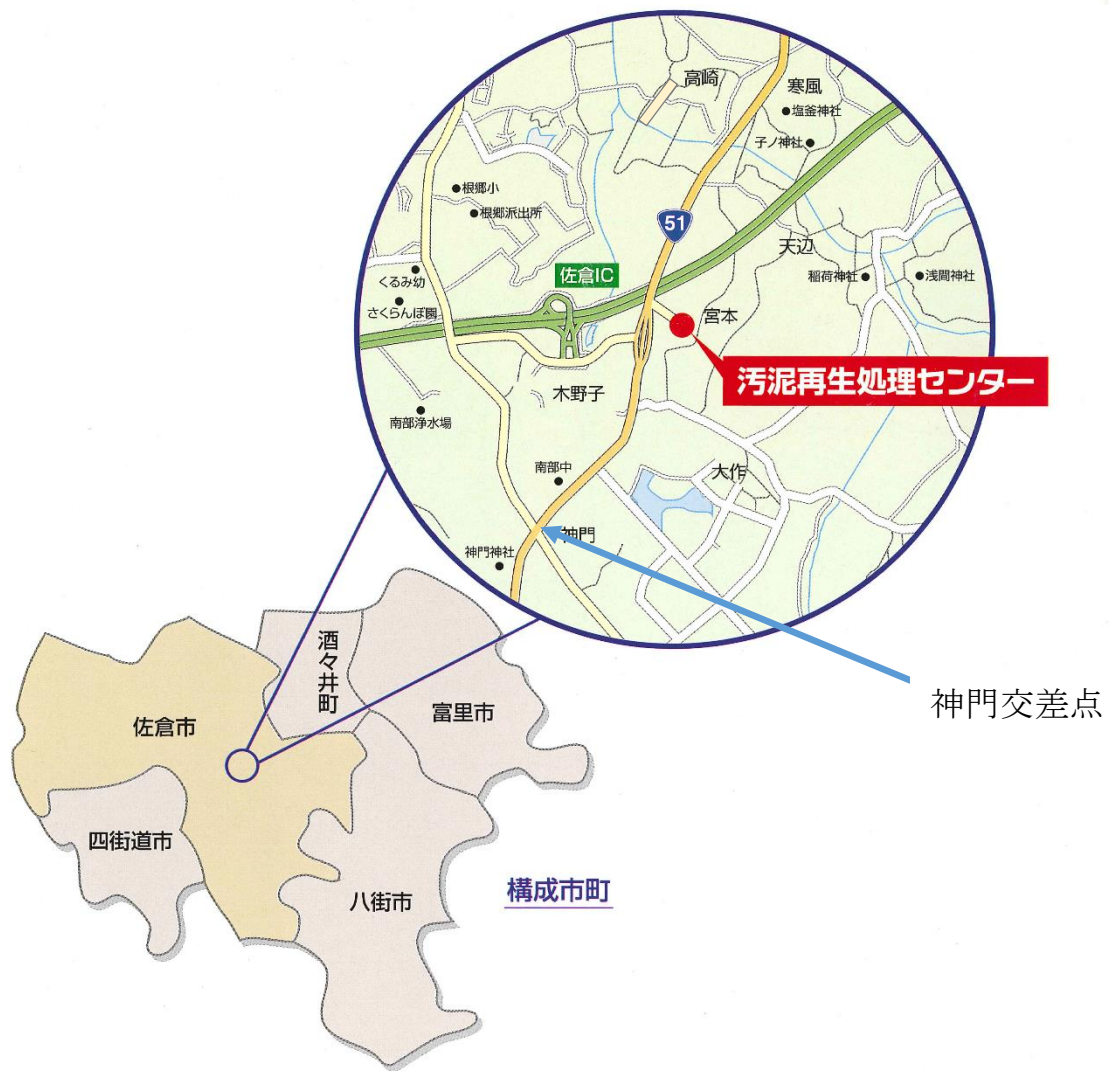 高崎
寒風
塩釜神社
子ノ神社
根郷小
根郷派出所
51
天辺
佐倉IC
稲荷神社
浅間神社
くるみ幼
さくらんぼ園
宮本
汚泥再生処理センター
木野子
南部浄水場
南部中
大作
神門
神門神社
神門交差点
酒々井町
佐倉市
富里市
四街道市
八街市
構成市町